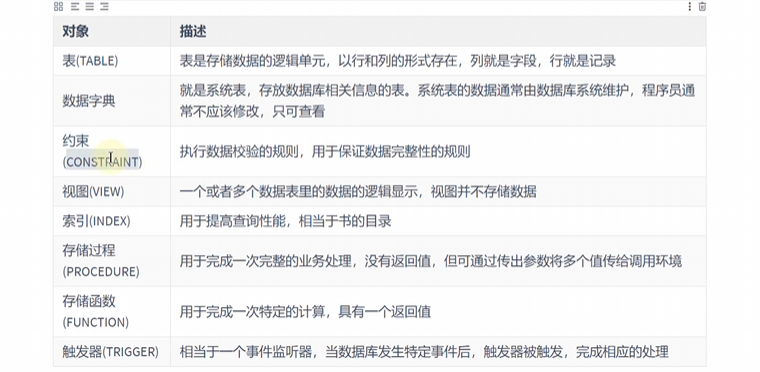 对象 描述
表(TABLE) 表是存储数据的逻辑单元，以行和列的形式存在，列就是字段，行就是记录
数据字典 就是系统表，存放数据库相关信息的表。系统表的数据通常由数据库系统维护，程序员通
常不应该修改，只可查看
约束
(CONSTRAINT) 执行数据校验的规则，用于保证数据完整性的规则
视图(VIEW) 一个或者多个数据表里的数据的逻辑显示，视图并不存储数据
索引(INDEX) 用于提高查询性能，相当于书的目录
存储过程
(PROCEDURE) 用于完成一次完整的业务处理，没有返回值，但可通过传出参数将多个值传给调用环境
存储函数
(FUNCTION) 用于完成一次特定的计算，具有一个返回值
触发器(TRIGGER) 相当于一个事件监听器，当数据库发生特定事件后，触发器被触发，完成相应的处理